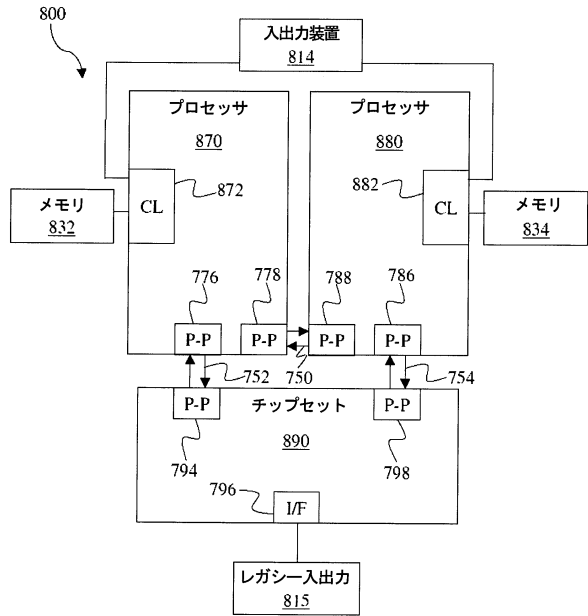 800
入出力装置
814
プロセッサ
870
プロセッサ
880
872
882
CL
CL
メモリ
832
メモリ
834
776
778
788
786
P-P
P-P
P-P
P-P
752
750
754
P-P
チップセット
P-P
794
890
798
796
I/F
レガシー入出力
815